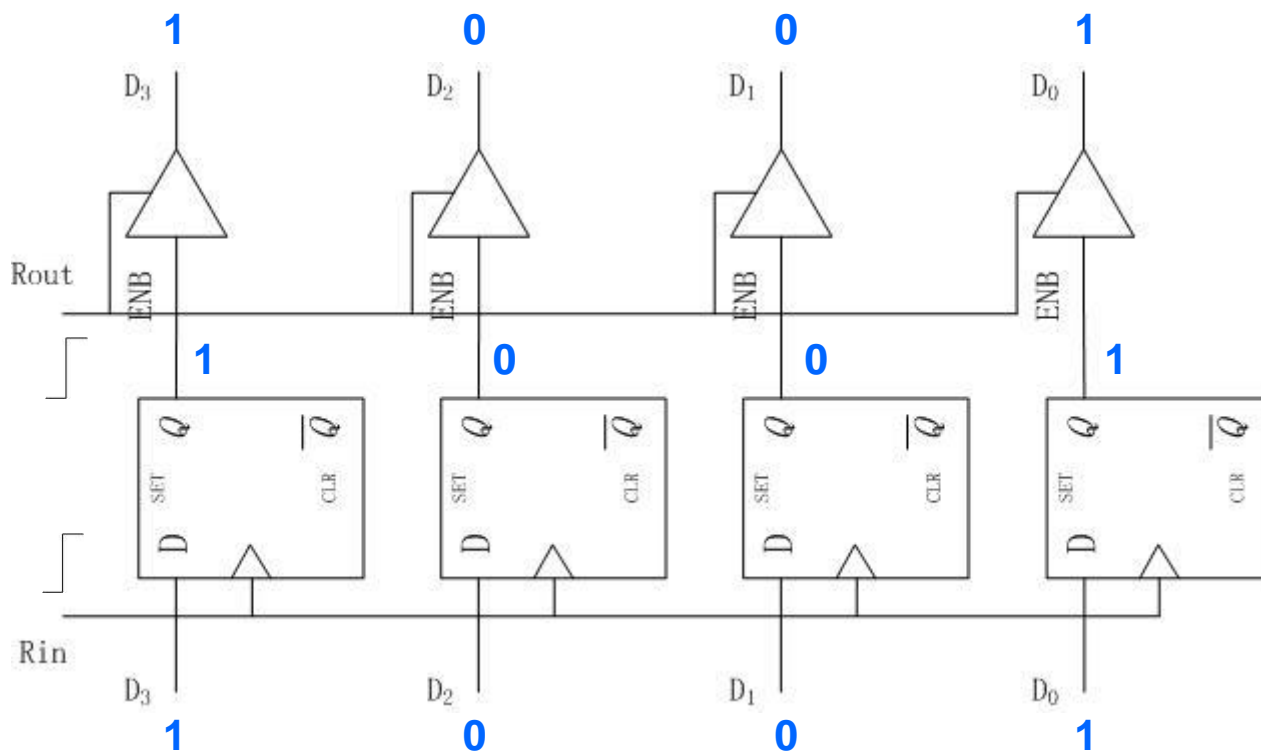 1 0 0 1
D₃ D₂ D₁ D₀
Rout ENB ENB ENB ENB
1 0 0 1
Q Q̅ Q Q̅ Q Q̅ Q Q̅
SET CLR SET CLR SET CLR SET CLR
D D D D
Rin
D₃ D₂ D₁ D₀
1 0 0 1